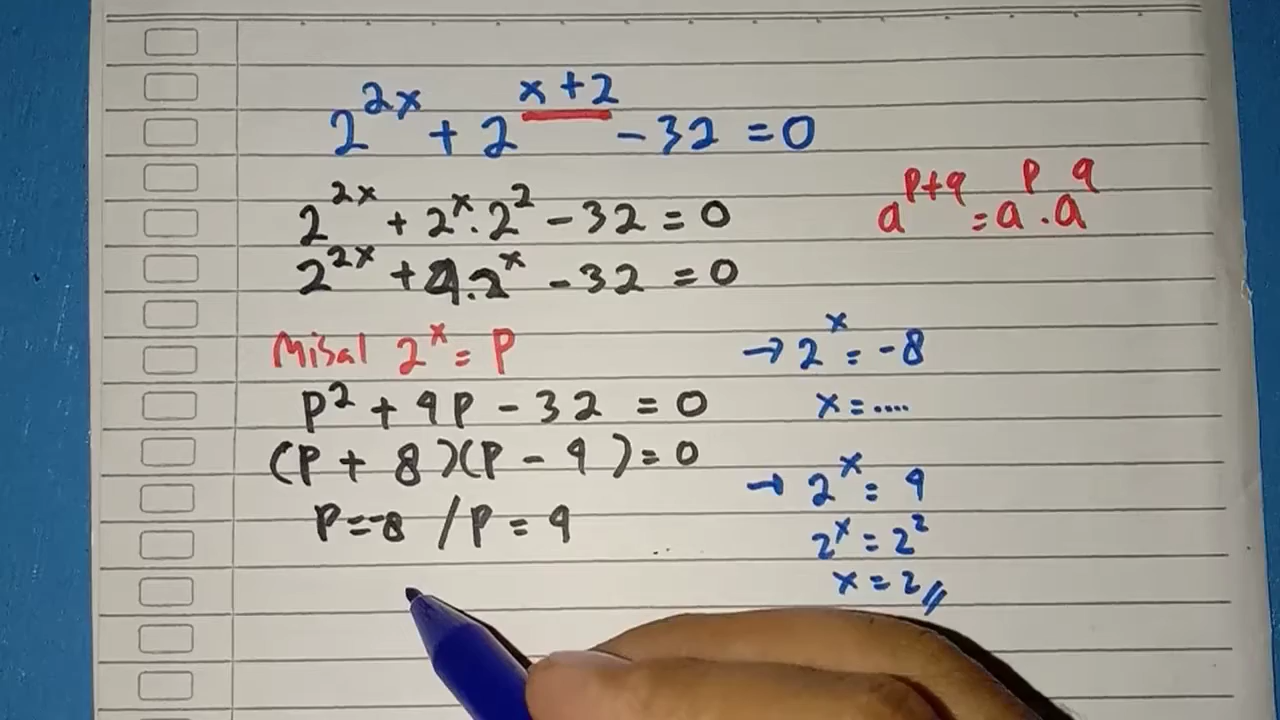 2^{2x} + 2^{x+2} - 32 = 0
2^{2x} + 2^x . 2^2 - 32 = 0
a^{p+q} = a^p . a^q
2^{2x} + 4.2^x - 32 = 0
Misal 2^x = P
P^2 + 4P - 32 = 0
(P + 8)(P - 4) = 0
P = -8 / P = 4
→ 2^x = -8
x = ....
→ 2^x = 4
2^x = 2^2
x = 2 //